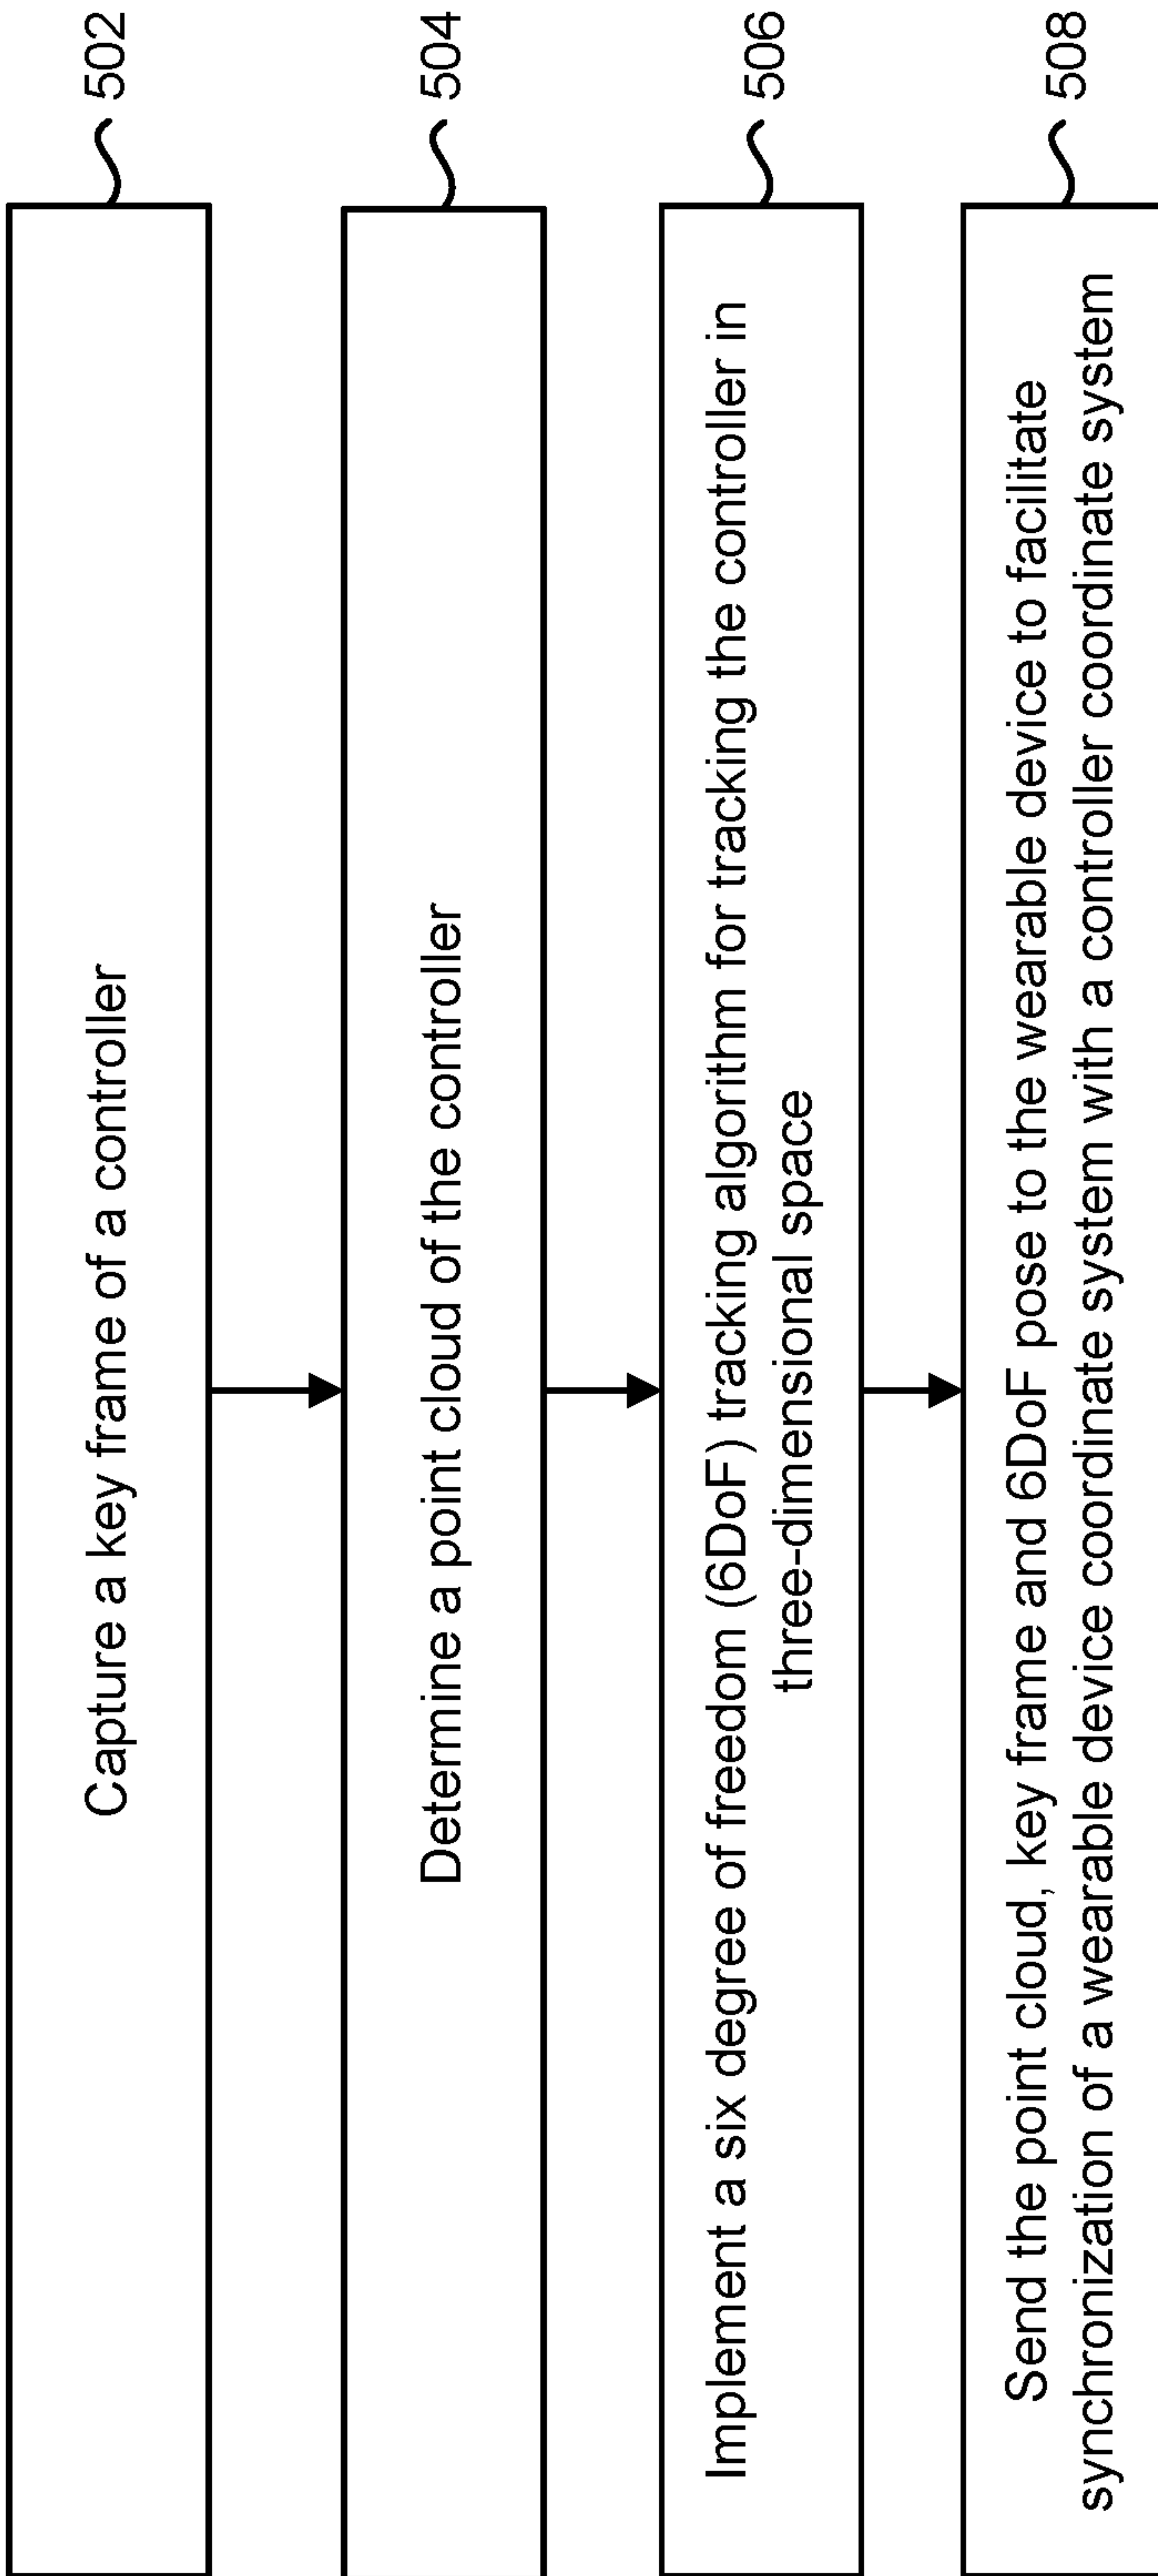 Capture a key frame of a controller
502
Determine a point cloud of the controller
504
Implement a six degree of freedom (6DoF) tracking algorithm for tracking the controller in
three-dimensional space
506
Send the point cloud, key frame and 6DoF pose to the wearable device to facilitate
synchronization of a wearable device coordinate system with a controller coordinate system
508